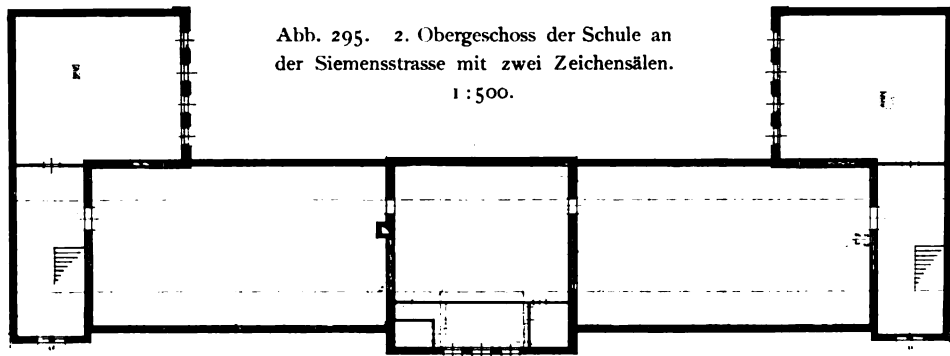 Abb. 295. 2. Obergeschoss der Schule an
der Siemensstrasse mit zwei Zeichensälen.
1:500.